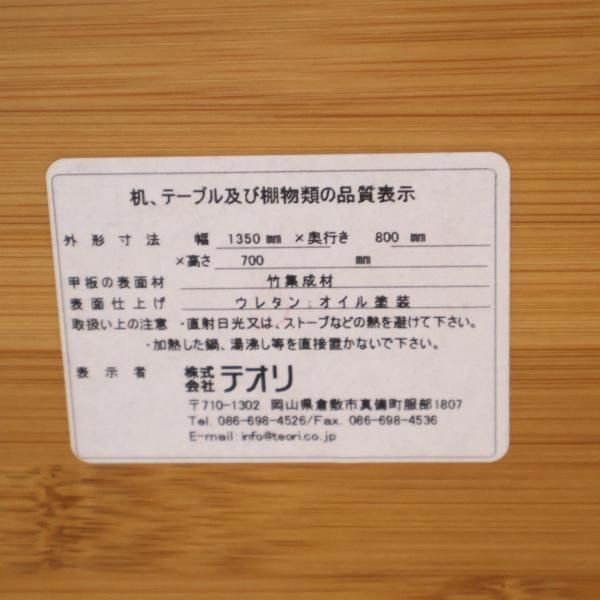 机、テーブル及び棚物類の品質表示
外形寸法 幅 1350 ㎜ ×奥行き 800 ㎜
×高さ 700 ㎜
甲板の表面材 竹集成材
表面仕上げ ウレタン:オイル塗装
取扱い上の注意 ・直射日光又は、ストーブなどの熱を避けて下さい。
・加熱した鍋、湯沸し等を直接置かないで下さい。
表示者 株式会社テオリ
〒710-1302 岡山県倉敷市真備町服部1807
Tel. 086-698-4526/Fax. 086-698-4536
E-mail:info@teori.co.jp